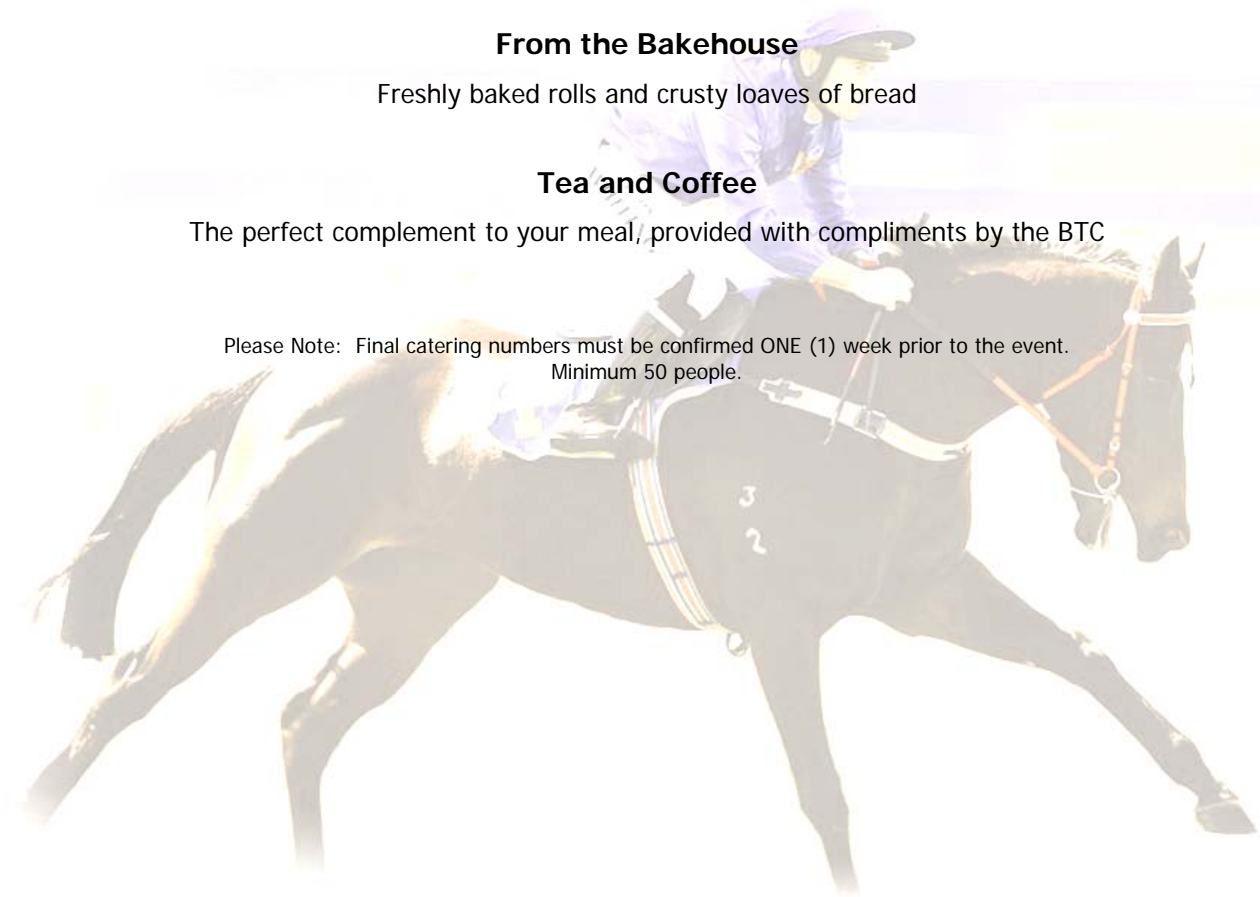 From the Bakehouse
Freshly baked rolls and crusty loaves of bread
Tea and Coffee
The perfect complement to your meal, provided with compliments by the BTC
Please Note:  Final catering numbers must be confirmed ONE (1) week prior to the event.
Minimum 50 people.
3
2